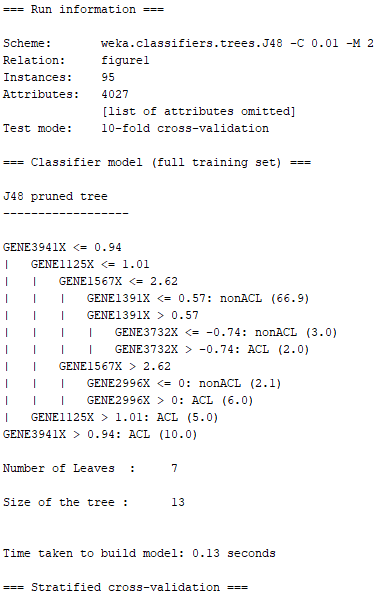 === Run information ===
Scheme: weka.classifiers.trees.J48 -C 0.01 -M 2
Relation: figure1
Instances: 95
Attributes: 4027
[list of attributes omitted]
Test mode: 10-fold cross-validation
=== Classifier model (full training set) ===
J48 pruned tree
------------------
GENE3941X <= 0.94
| GENE1125X <= 1.01
| | GENE1567X <= 2.62
| | | GENE1391X <= 0.57: nonACL (66.9)
| | | GENE1391X > 0.57
| | | | GENE3732X <= -0.74: nonACL (3.0)
| | | | GENE3732X > -0.74: ACL (2.0)
| | GENE1567X > 2.62
| | | GENE2996X <= 0: nonACL (2.1)
| | | GENE2996X > 0: ACL (6.0)
| GENE1125X > 1.01: ACL (5.0)
GENE3941X > 0.94: ACL (10.0)
Number of Leaves : 7
Size of the tree : 13
Time taken to build model: 0.13 seconds
=== Stratified cross-validation ===